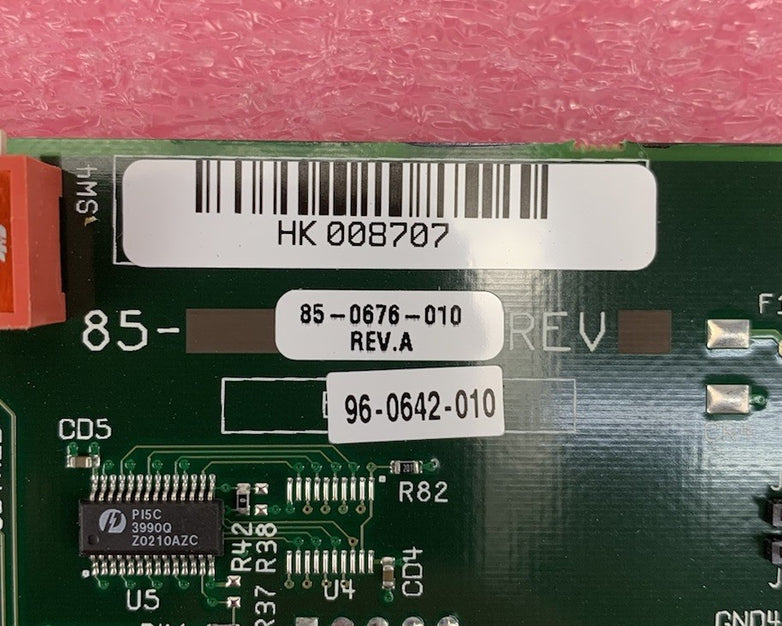 SW4
HK 008707
85-
85-0676-010
REV.A
REV
F
96-0642-010
CD5
R82
PI5C
3990Q
Z0210AZC
R42
R38
CD4
U5
U4
R37
J
J
GND4